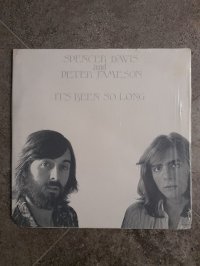 SPENCER DAVIS
and
PETER JAMESON
IT'S BEEN SO LONG